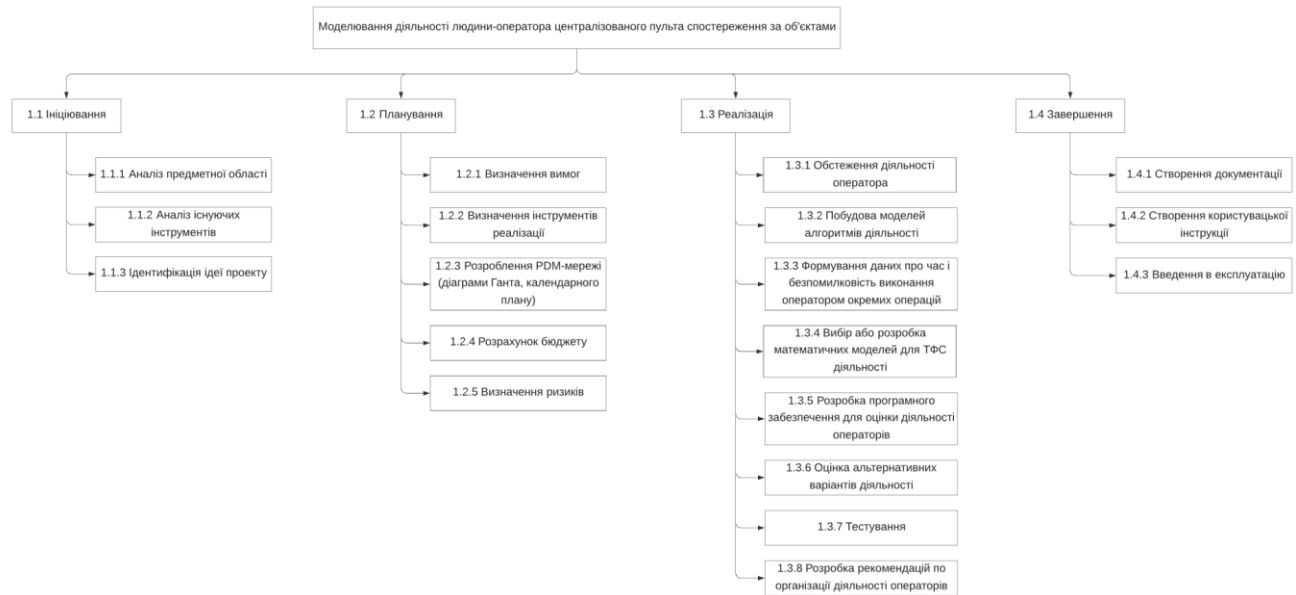 Моделювання діяльності людини-оператора централізованого пульта спостереження за об'єктами
1.1 Ініціювання
1.1.1 Аналіз предметної області
1.1.2 Аналіз існуючих
інструментів
1.1.3 Ідентифікація ідеї проекту
1.2 Планування
1.2.1 Визначення вимог
1.2.2 Визначення інструментів
реалізації
1.2.3 Розроблення PDM-мережі
(діаграми Ганта, календарного
плану)
1.2.4 Розрахунок бюджету
1.2.5 Визначення ризиків
1.3 Реалізація
1.3.1 Обстеження діяльності
оператора
1.3.2 Побудова моделей
алгоритмів діяльності
1.3.3 Формування даних про час і
безпомилковість виконання
оператором окремих операцій
1.3.4 Вибір або розробка
математичних моделей для ТФС
діяльності
1.3.5 Розробка програмного
забезпечення для оцінки діяльності
операторів
1.3.6 Оцінка альтернативних
варіантів діяльності
1.3.7 Тестування
1.3.8 Розробка рекомендацій по
організації діяльності операторів
1.4 Завершення
1.4.1 Створення документації
1.4.2 Створення користувацької
інструкції
1.4.3 Введення в експлуатацію